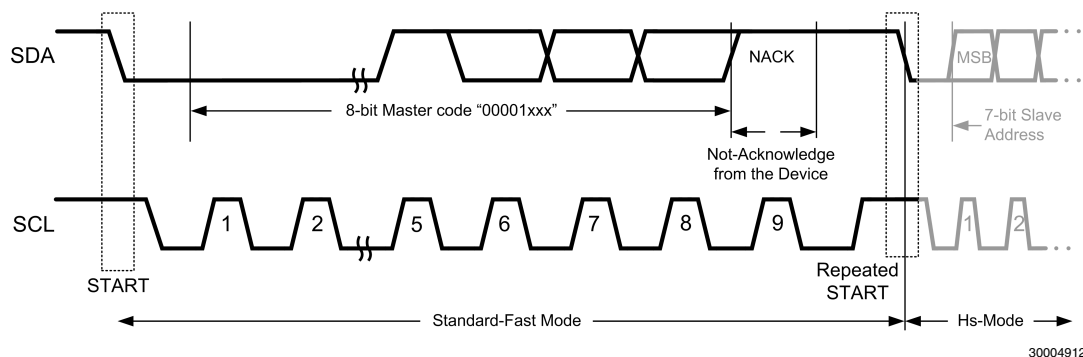 SDA
NACK
MSB
8-bit Master code “00001xxx”
7-bit Slave
Address
Not-Acknowledge
from the Device
SCL
1 2 5 6 7 8 9 1 2
START
Repeated
START
Standard-Fast Mode
Hs-Mode
30004912